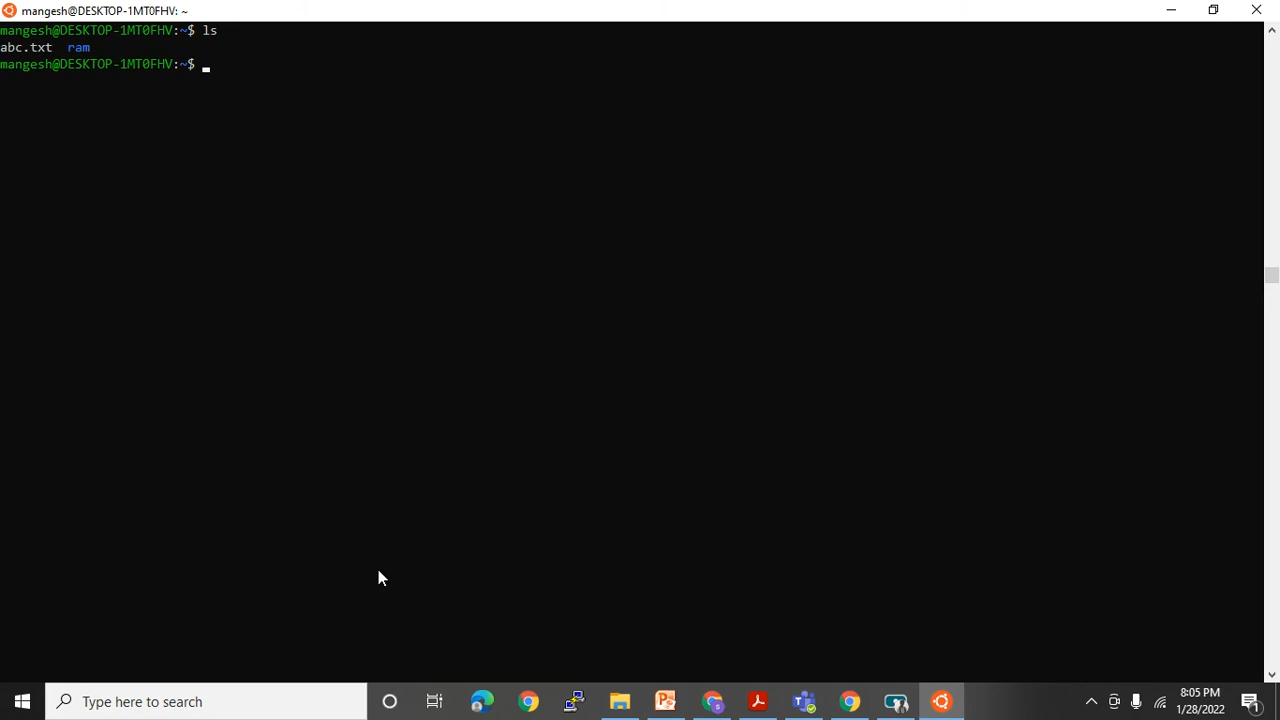 mangesh@DESKTOP-1MT0FHV: ~
mangesh@DESKTOP-1MT0FHV:~$ ls
abc.txt  ram
mangesh@DESKTOP-1MT0FHV:~$
Type here to search
8:05 PM
1/28/2022
1